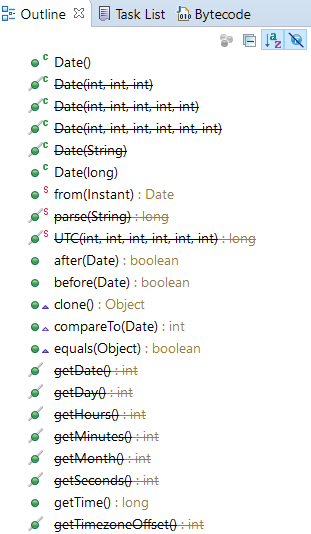 Outline Task List Bytecode
Date()
Date(int, int, int)
Date(int, int, int, int, int)
Date(int, int, int, int, int, int)
Date(String)
Date(long)
from(Instant) : Date
parse(String) : long
UTC(int, int, int, int, int, int) : long
after(Date) : boolean
before(Date) : boolean
clone() : Object
compareTo(Date) : int
equals(Object) : boolean
getDate() : int
getDay() : int
getHours() : int
getMinutes() : int
getMonth() : int
getSeconds() : int
getTime() : long
getTimezoneOffset() : int